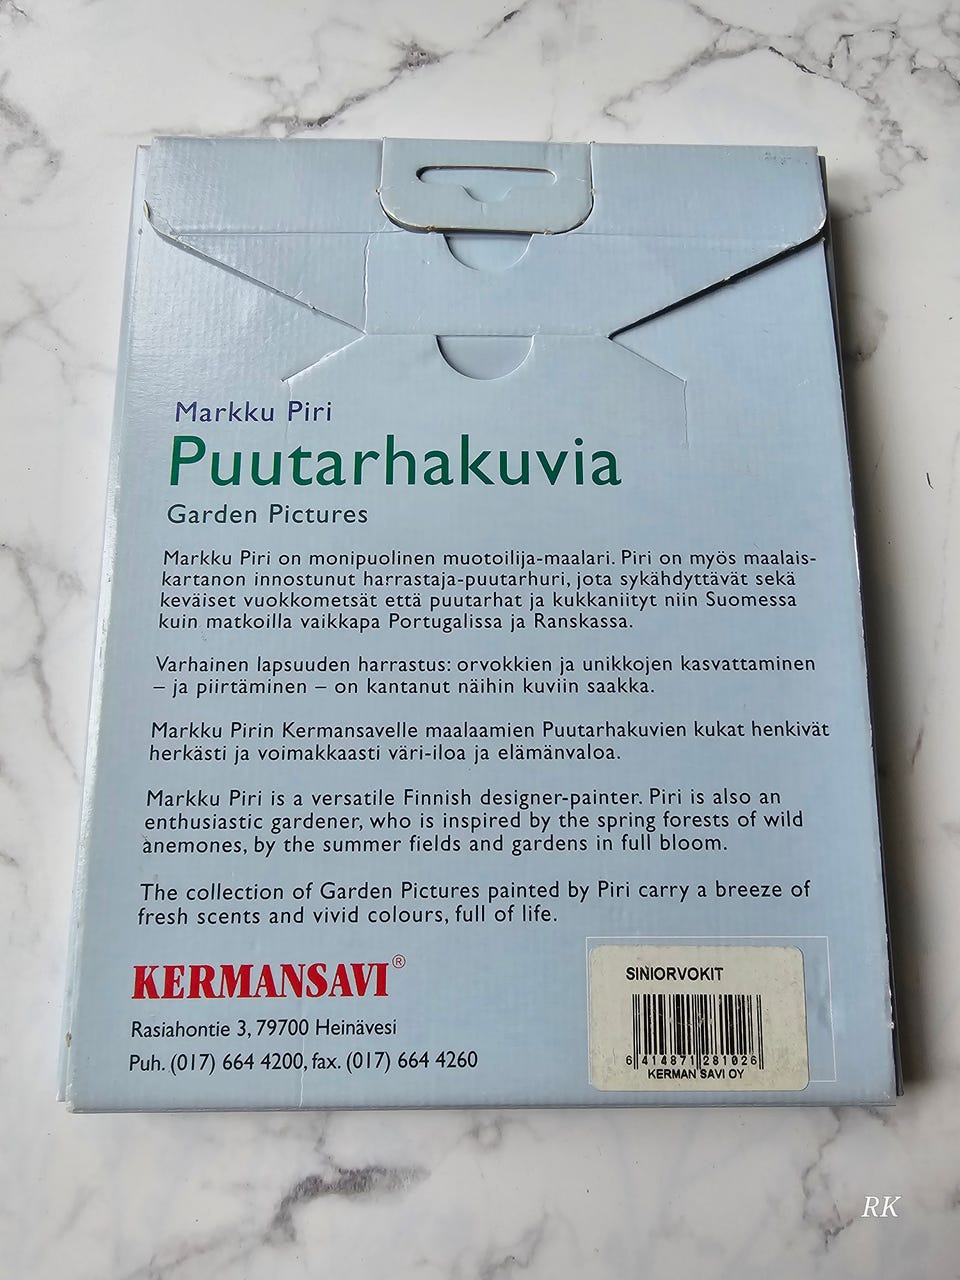 Markku Piri
Puutarhakuvia
Garden Pictures
Markku Piri on monipuolinen muotoilija-maalari. Piri on myös maalais-
kartanon innostunut harrastaja-puutarhuri, jota sykähdyttävät sekä
keväiset vuokkometsät että puutarhat ja kukkaniityt niin Suomessa
kuin matkoilla vaikkapa Portugalissa ja Ranskassa.
Varhainen lapsuuden harrastus: orvokkien ja unikkojen kasvattaminen
– ja piirtäminen – on kantanut näihin kuviin saakka.
Markku Pirin Kermansavelle maalaamien Puutarhakuvien kukat henkivät
herkästi ja voimakkaasti väri-iloa ja elämänvaloa.
Markku Piri is a versatile Finnish designer-painter. Piri is also an
enthusiastic gardener, who is inspired by the spring forests of wild
anemones, by the summer fields and gardens in full bloom.
The collection of Garden Pictures painted by Piri carry a breeze of
fresh scents and vivid colours, full of life.
KERMANSAVI®
Rasiahontie 3, 79700 Heinävesi
Puh. (017) 664 4200, fax. (017) 664 4260
SINIORVOKIT
6 414871 281026
KERMAN SAVI OY
RK